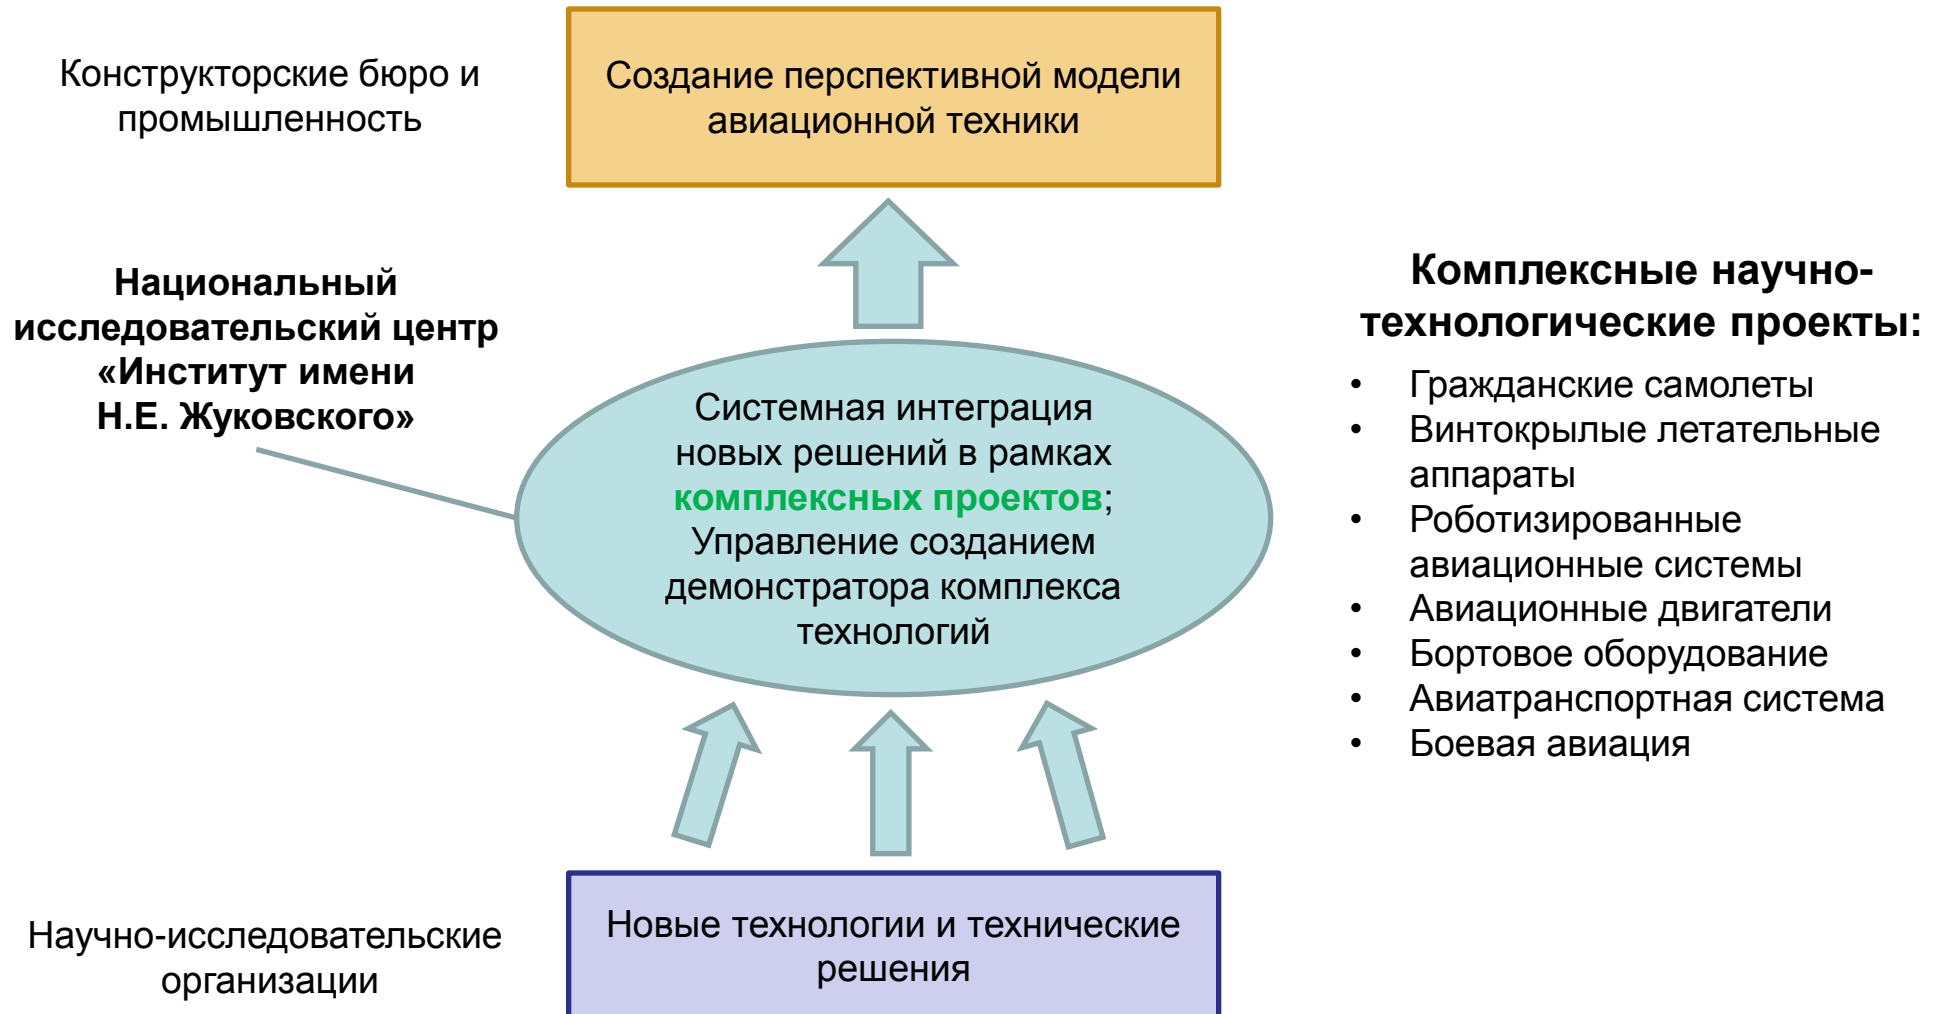 Конструкторские бюро и
промышленность
Создание перспективной модели
авиационной техники
Национальный
исследовательский центр
«Институт имени
Н.Е. Жуковского»
Системная интеграция
новых решений в рамках
комплексных проектов;
Управление созданием
демонстратора комплекса
технологий
Комплексные научно-
технологические проекты:
• Гражданские самолеты
• Винтокрылые летательные
аппараты
• Роботизированные
авиационные системы
• Авиационные двигатели
• Бортовое оборудование
• Авиатранспортная система
• Боевая авиация
Научно-исследовательские
организации
Новые технологии и технические
решения